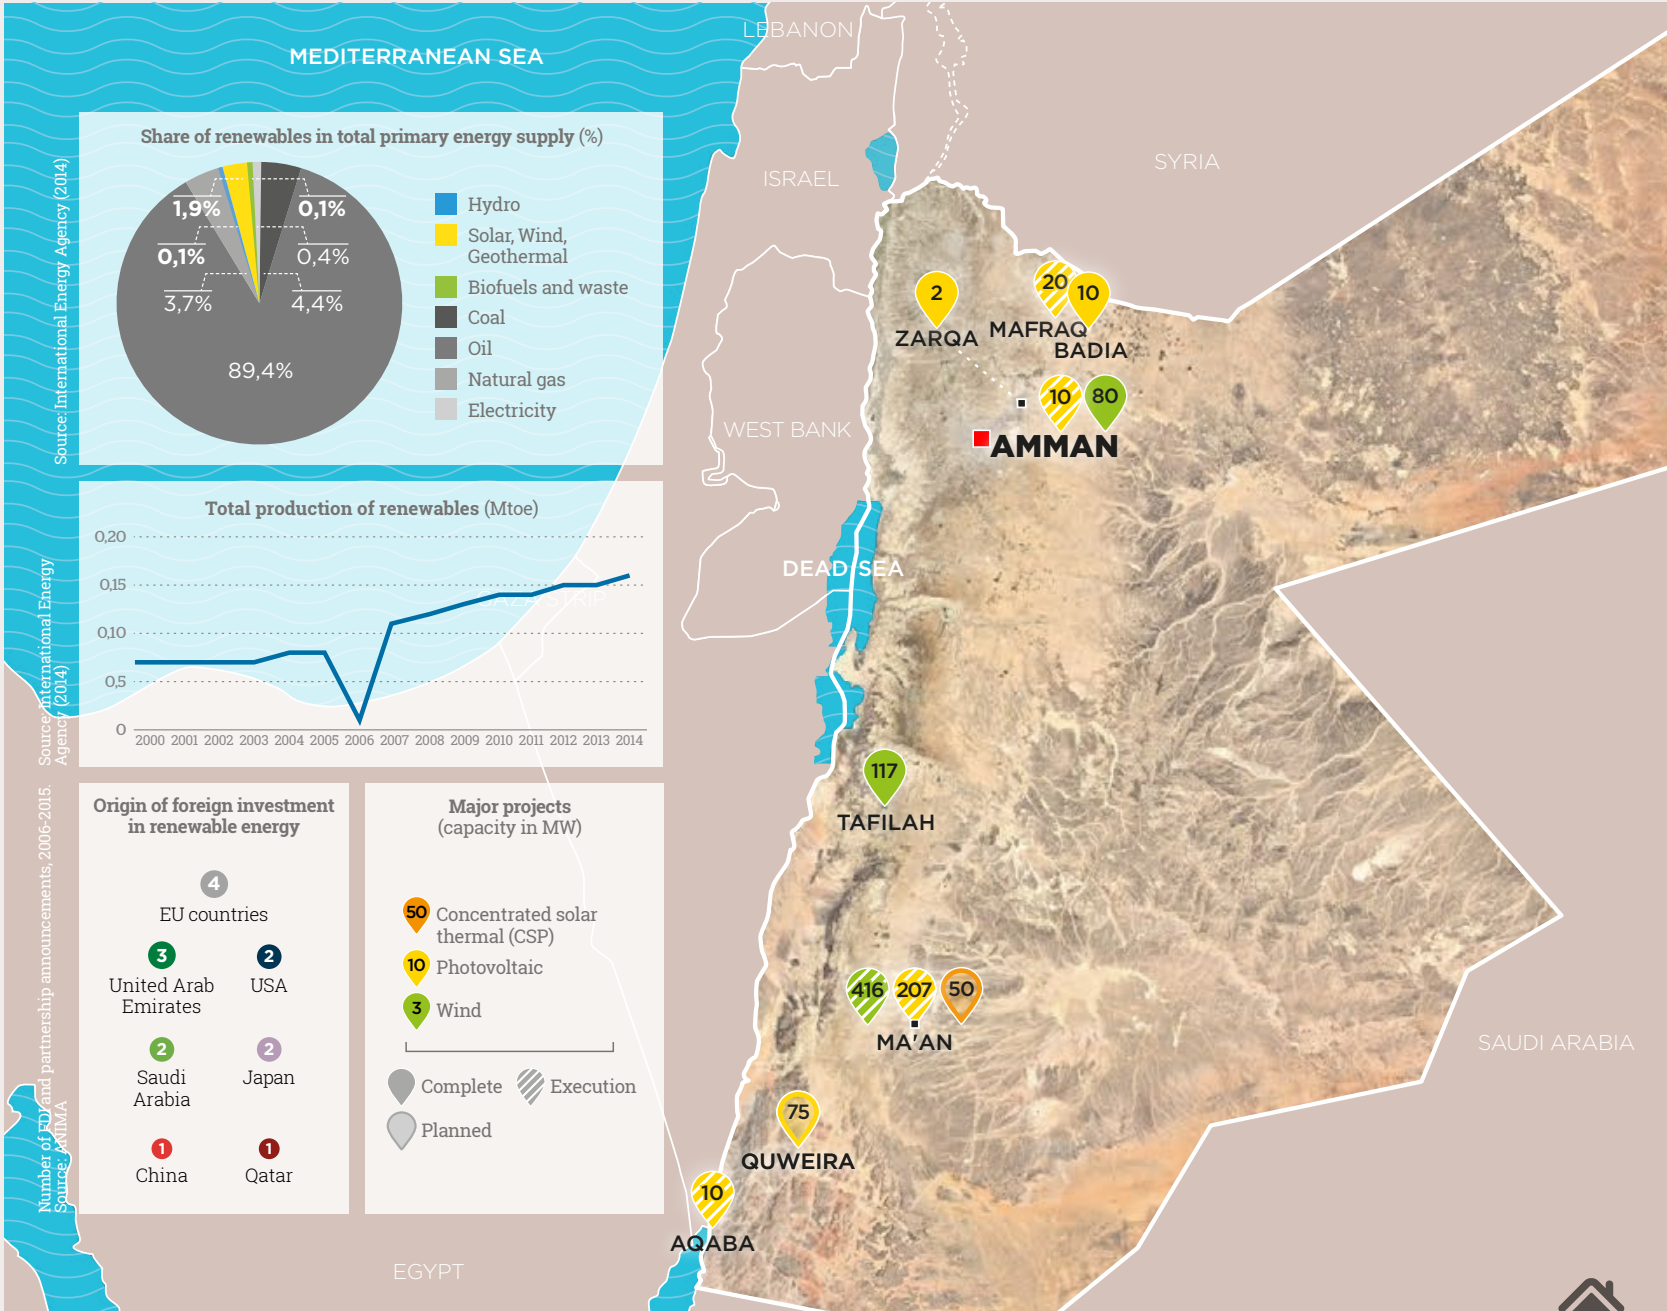 MEDITERRANEAN SEA
LEBANON
ISRAEL
SYRIA
WEST BANK
DEAD SEA
GAZA STRIP
EGYPT
SAUDI ARABIA
Share of renewables in total primary energy supply (%)
1,9%
0,1%
0,1%
0,4%
3,7%
4,4%
89,4%
Hydro
Solar, Wind,
Geothermal
Biofuels and waste
Coal
Oil
Natural gas
Electricity
Source: International Energy Agency (2014)
Total production of renewables (Mtoe)
0,20
0,15
0,10
0,5
0
2000 2001 2002 2003 2004 2005 2006 2007 2008 2009 2010 2011 2012 2013 2014
Source: International Energy
Agency (2014)
Origin of foreign investment
in renewable energy
4
EU countries
3
United Arab
Emirates
2
USA
2
Saudi
Arabia
2
Japan
1
China
1
Qatar
Number of FDI and partnership announcements, 2006-2015.
Source: ANIMA
Major projects
(capacity in MW)
50 Concentrated solar
thermal (CSP)
10 Photovoltaic
3 Wind
Complete
Execution
Planned
2
ZARQA
20
MAFRAQ
10
BADIA
10
80
AMMAN
117
TAFILAH
416
207
50
MA'AN
75
QUWEIRA
10
AQABA